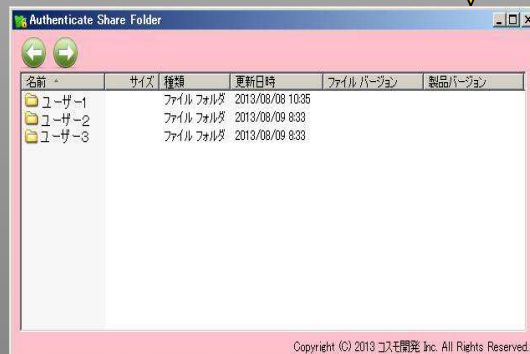 Authenticate Share Folder
名前 サイズ 種類 更新日時 ファイル バージョン 製品バージョン
ユーザー1 ファイル フォルダ 2013/08/08 10:35
ユーザー2 ファイル フォルダ 2013/08/09 8:33
ユーザー3 ファイル フォルダ 2013/08/09 8:33
Copyright (C) 2013 コスモ開発 Inc. All Rights Reserved.